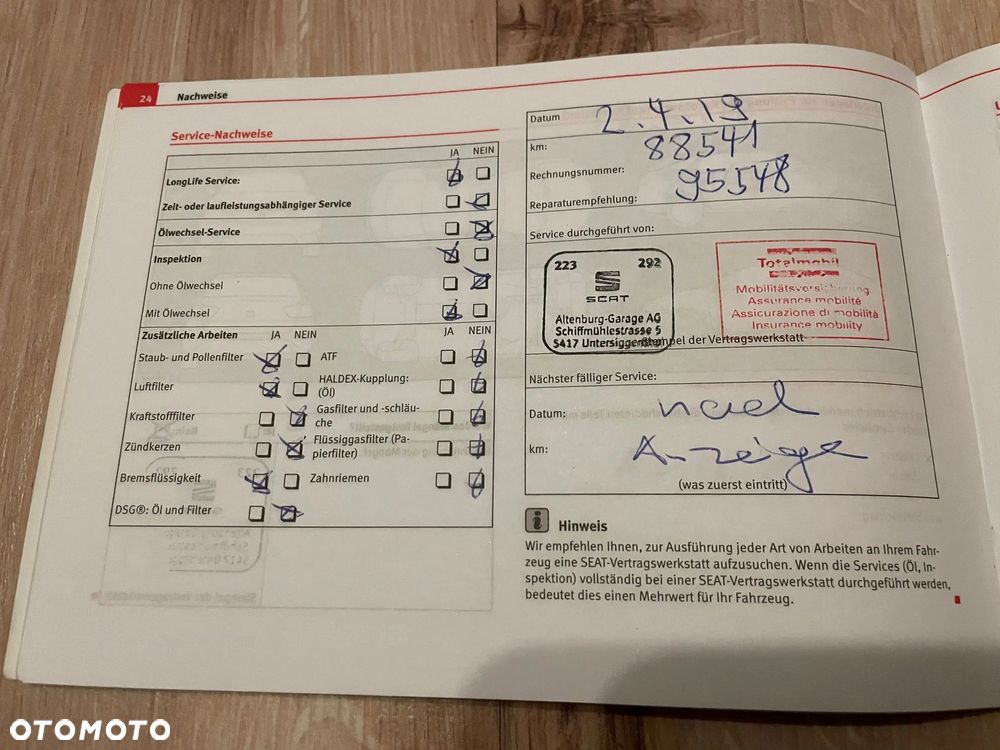 24 Nachweise
Service-Nachweise
JA NEIN
LongLife Service:
Zeit- oder laufleistungsabhängiger Service
Ölwechsel-Service
Inspektion
Ohne Ölwechsel
Mit Ölwechsel
Zusätzliche Arbeiten JA NEIN JA NEIN
Staub- und Pollenfilter ATF
Luftfilter HALDEX-Kupplung:
(Öl)
Kraftstofffilter Gasfilter und -schläu-
che
Zündkerzen Flüssiggasfilter (Pa-
pierfilter)
Bremsflüssigkeit Zahnriemen
DSG®: Öl und Filter
Datum 2.4.19
km: 88541
Rechnungsnummer: 95548
Reparaturempfehlung:
Service durchgeführt von:
223 292
SEAT
Altenburg-Garage AG
Schiffmühlestrasse 5
5417 Untersiggenthal
Totalmobil
Mobilitätsversicherung
Assurance mobilité
Assicurazione di mobilità
Insurance mobility
Stempel der Vertragswerkstatt
Nächster fälliger Service:
Datum: nach
km: Anzeige
(was zuerst eintritt)
i Hinweis
Wir empfehlen Ihnen, zur Ausführung jeder Art von Arbeiten an Ihrem Fahr-
zeug eine SEAT-Vertragswerkstatt aufzusuchen. Wenn die Services (Öl, In-
spektion) vollständig bei einer SEAT-Vertragswerkstatt durchgeführt werden,
bedeutet dies einen Mehrwert für Ihr Fahrzeug.
OTOMOTO